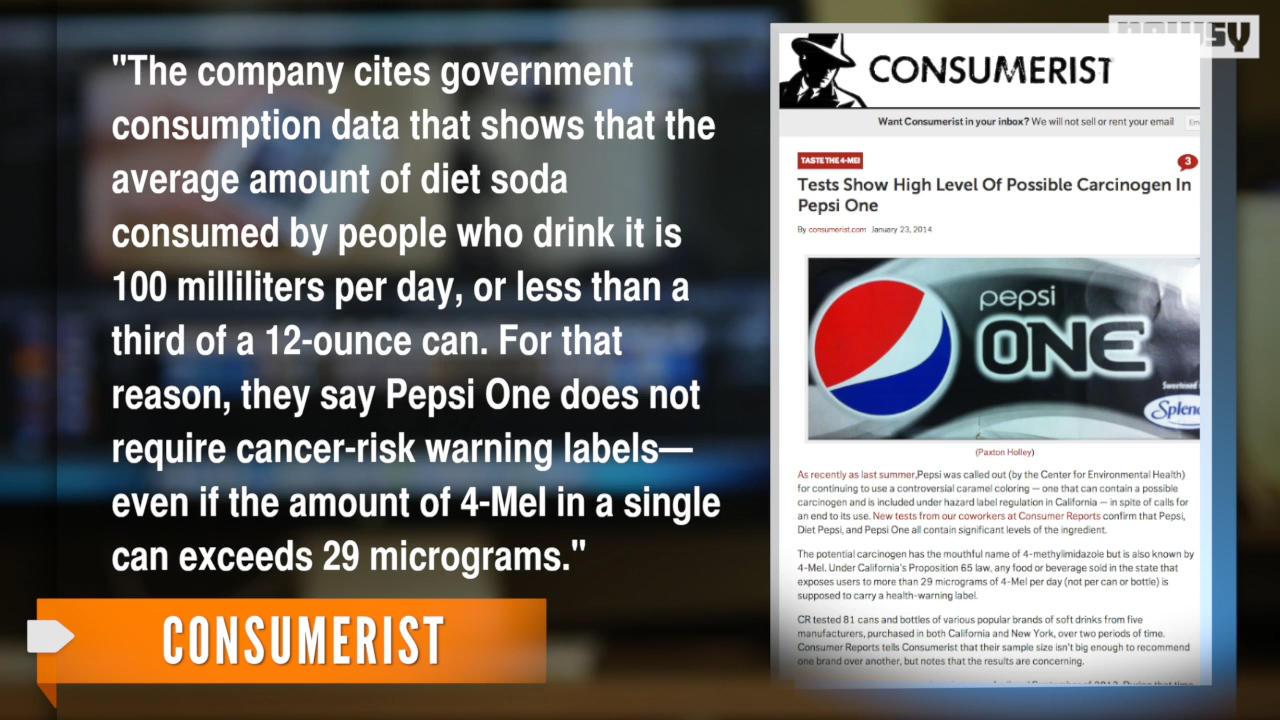 "The company cites government
consumption data that shows that the
average amount of diet soda
consumed by people who drink it is
100 milliliters per day, or less than a
third of a 12-ounce can. For that
reason, they say Pepsi One does not
require cancer-risk warning labels—
even if the amount of 4-Mel in a single
can exceeds 29 micrograms."
CONSUMERIST
CONSUMERIST
Want Consumerist in your inbox? We will not sell or rent your email
Em
TASTE THE 4-MEI
3
Tests Show High Level Of Possible Carcinogen In
Pepsi One
By consumerist.com January 23, 2014
pepsi
ONE
Sweetened
Splen
(Paxton Holley)
As recently as last summer,Pepsi was called out (by the Center for Environmental Health)
for continuing to use a controversial caramel coloring — one that can contain a possible
carcinogen and is included under hazard label regulation in California — in spite of calls for
an end to its use. New tests from our coworkers at Consumer Reports confirm that Pepsi,
Diet Pepsi, and Pepsi One all contain significant levels of the ingredient.
The potential carcinogen has the mouthful name of 4-methylimidazole but is also known by
4-Mel. Under California's Proposition 65 law, any food or beverage sold in the state that
exposes users to more than 29 micrograms of 4-Mel per day (not per can or bottle) is
supposed to carry a health-warning label.
CR tested 81 cans and bottles of various popular brands of soft drinks from five
manufacturers, purchased in both California and New York, over two periods of time.
Consumer Reports tells Consumerist that their sample size isn't big enough to recommend
one brand over another, but notes that the results are concerning.